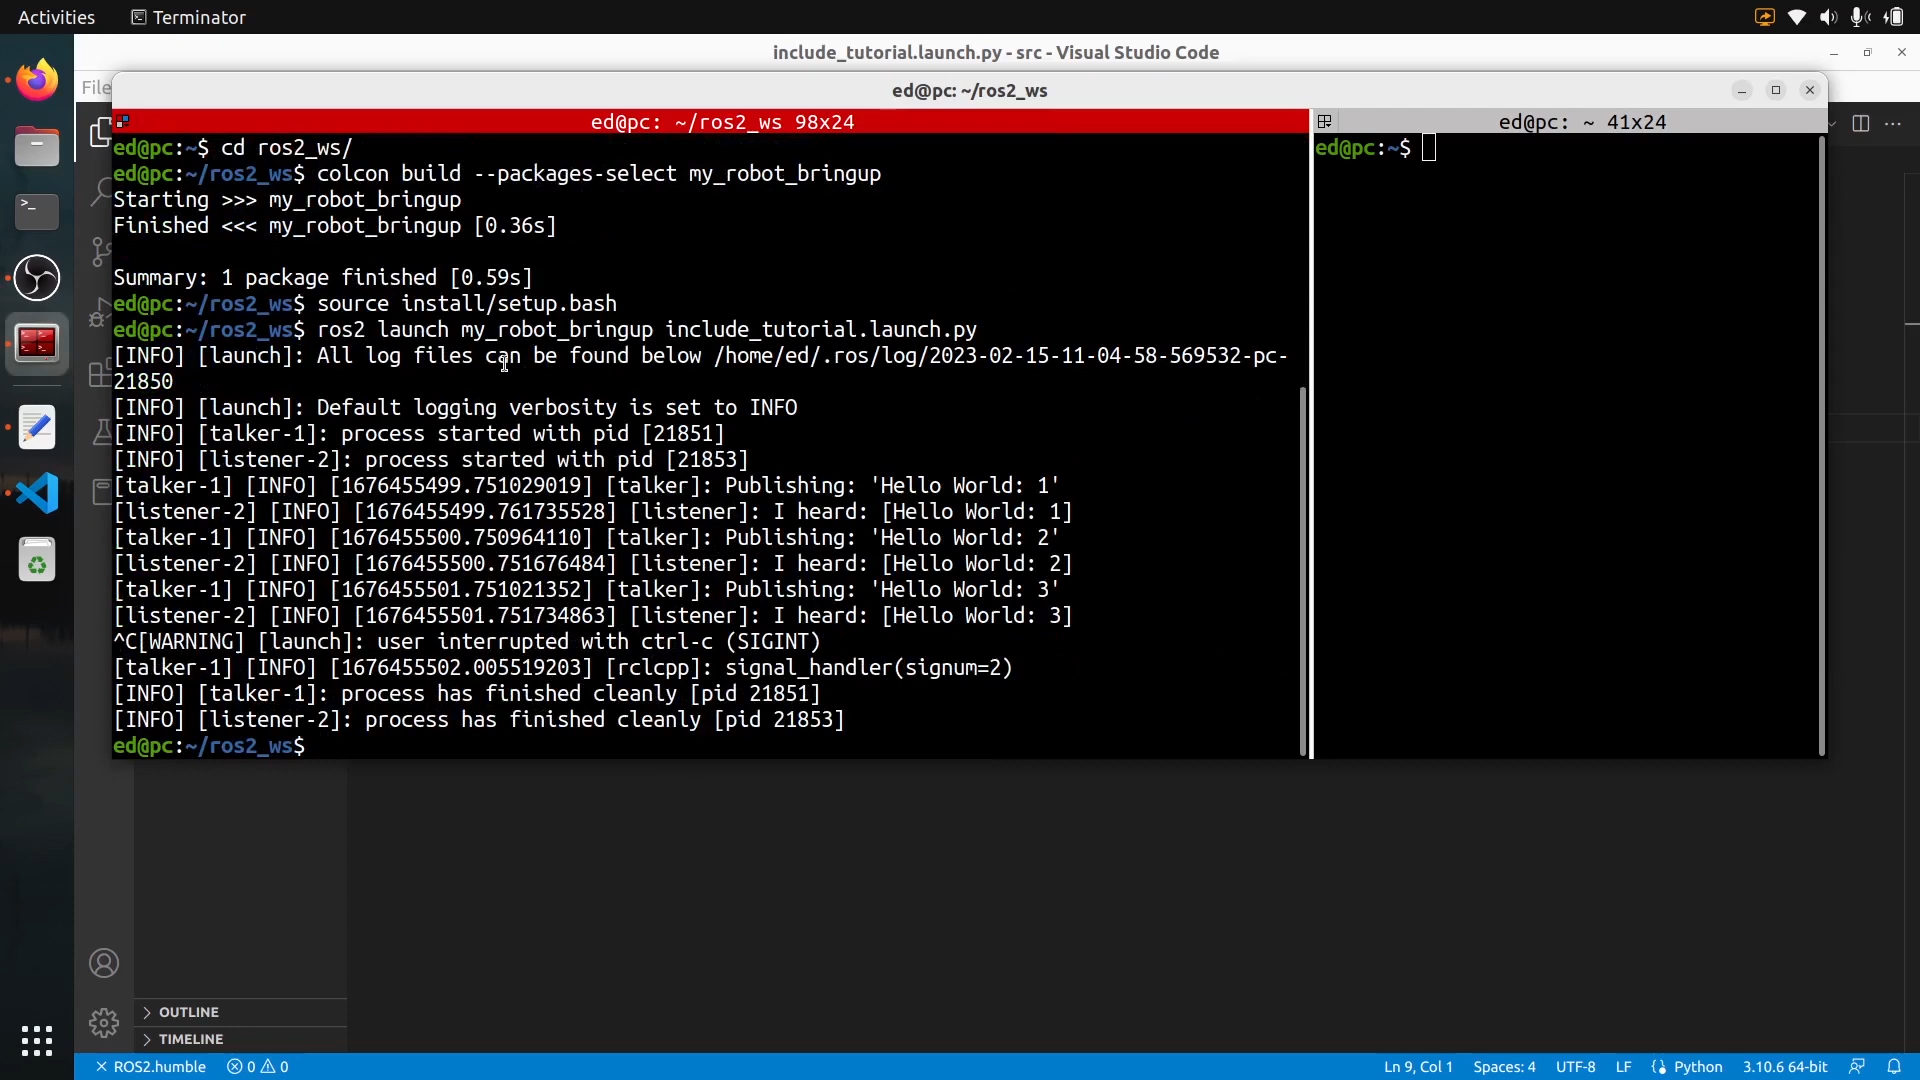 Activities
Terminator
include_tutorial.launch.py - src - Visual Studio Code
File
ed@pc: ~/ros2_ws
ed@pc: ~/ros2_ws 98x24
ed@pc:~$ cd ros2_ws/
ed@pc:~/ros2_ws$ colcon build --packages-select my_robot_bringup
Starting >>> my_robot_bringup
Finished <<< my_robot_bringup [0.36s]
Summary: 1 package finished [0.59s]
ed@pc:~/ros2_ws$ source install/setup.bash
ed@pc:~/ros2_ws$ ros2 launch my_robot_bringup include_tutorial.launch.py
[INFO] [launch]: All log files can be found below /home/ed/.ros/log/2023-02-15-11-04-58-569532-pc-
21850
[INFO] [launch]: Default logging verbosity is set to INFO
[INFO] [talker-1]: process started with pid [21851]
[INFO] [listener-2]: process started with pid [21853]
[talker-1] [INFO] [1676455499.751029019] [talker]: Publishing: 'Hello World: 1'
[listener-2] [INFO] [1676455499.761735528] [listener]: I heard: [Hello World: 1]
[talker-1] [INFO] [1676455500.750964110] [talker]: Publishing: 'Hello World: 2'
[listener-2] [INFO] [1676455500.751676484] [listener]: I heard: [Hello World: 2]
[talker-1] [INFO] [1676455501.751021352] [talker]: Publishing: 'Hello World: 3'
[listener-2] [INFO] [1676455501.751734863] [listener]: I heard: [Hello World: 3]
^C[WARNING] [launch]: user interrupted with ctrl-c (SIGINT)
[talker-1] [INFO] [1676455502.005519203] [rclcpp]: signal_handler(signum=2)
[INFO] [talker-1]: process has finished cleanly [pid 21851]
[INFO] [listener-2]: process has finished cleanly [pid 21853]
ed@pc:~/ros2_ws$
ed@pc: ~ 41x24
ed@pc:~$
OUTLINE
TIMELINE
ROS2.humble
0
0
Ln 9, Col 1
Spaces: 4
UTF-8
LF
Python
3.10.6 64-bit